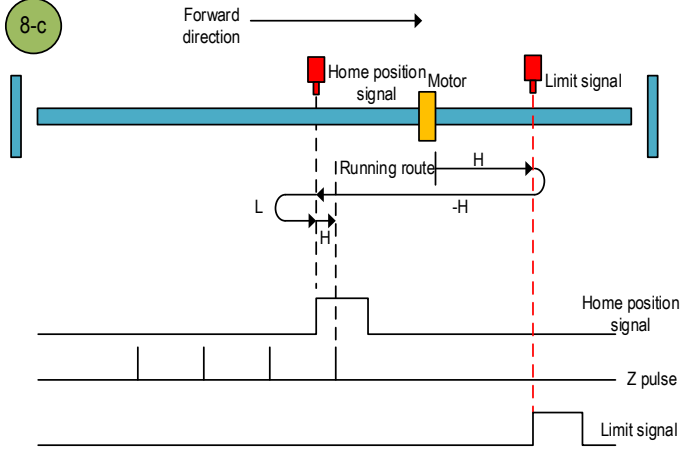 8-c
Forward
direction
Home position
signal
Motor
Limit signal
Running route
H
-H
L
H
Home position
signal
Z pulse
Limit signal